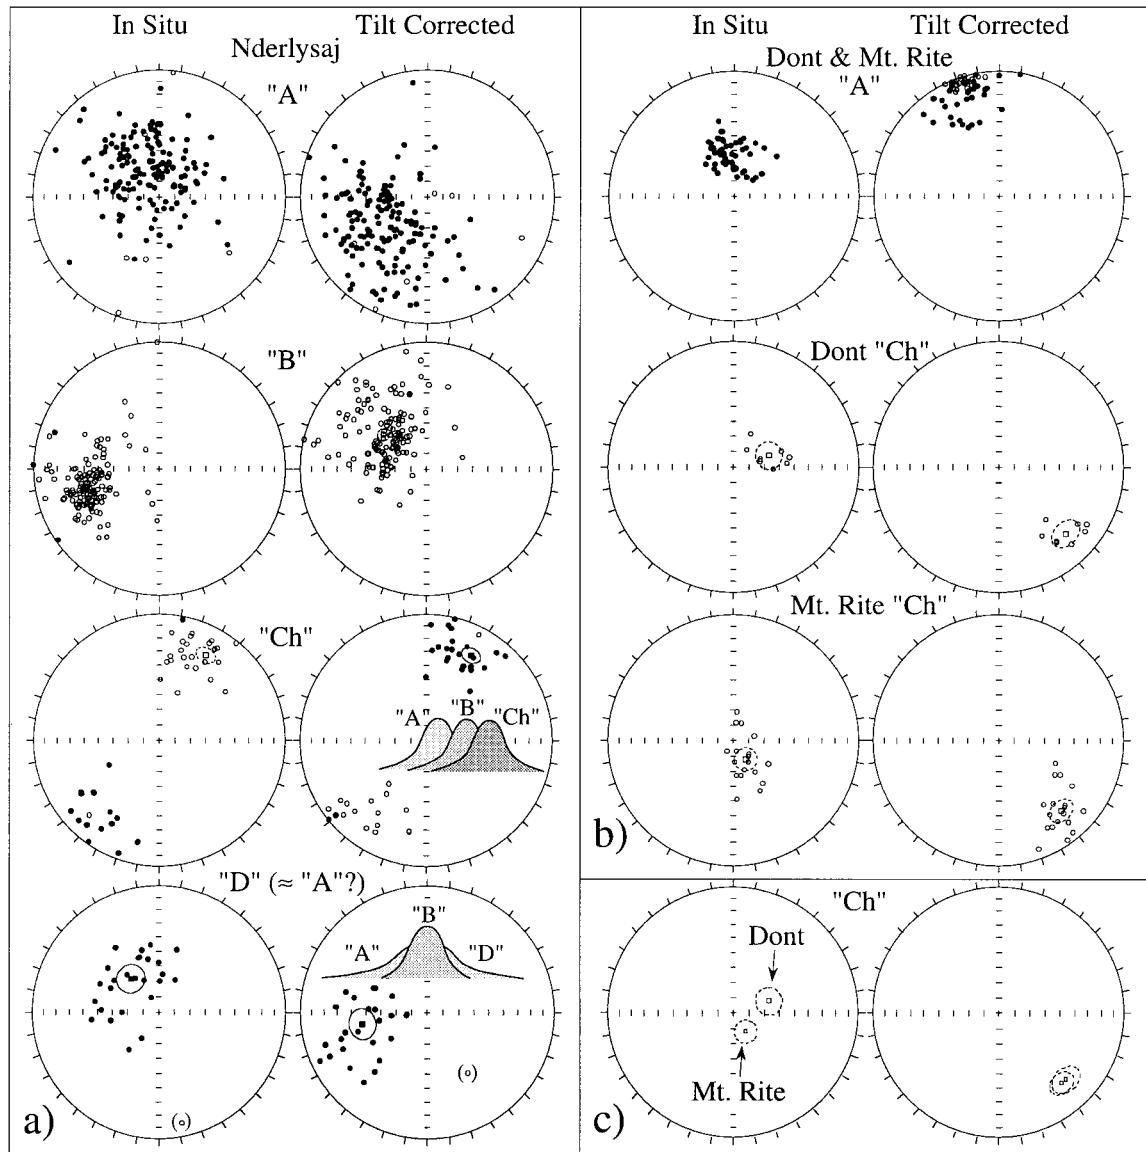 In Situ
Tilt Corrected
Nderlysaj
"A"
"B"
"Ch"
"A"
"B"
"Ch"
"D" (≈ "A"?)
"B"
"A"
"D"
a)
In Situ
Tilt Corrected
Dont & Mt. Rite
"A"
Dont "Ch"
Mt. Rite "Ch"
b)
"Ch"
Dont
Mt. Rite
c)